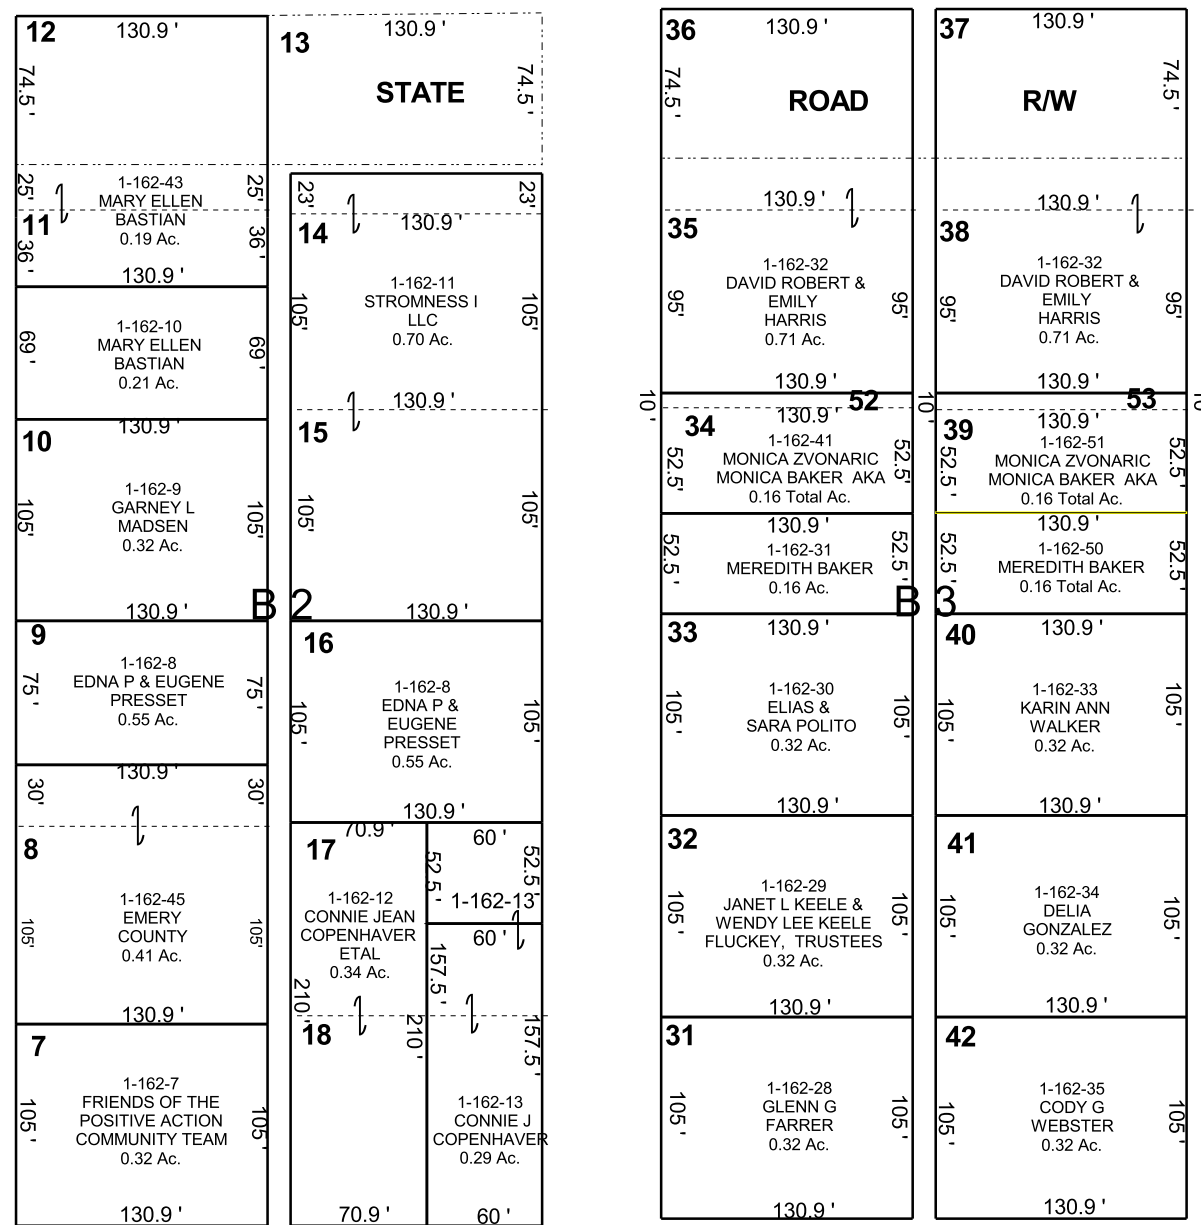 12
130.9 '
74.5 '
13
130.9 '
STATE
74.5 '
25'
1-162-43
MARY ELLEN
BASTIAN
0.19 Ac.
25'
11
36 '
36 '
130.9 '
69 '
1-162-10
MARY ELLEN
BASTIAN
0.21 Ac.
69 '
130.9 '
10
105'
1-162-9
GARNEY L
MADSEN
0.32 Ac.
105'
130.9 '
B 2
9
75 '
1-162-8
EDNA P & EUGENE
PRESSET
0.55 Ac.
75 '
130.9 '
30'
30'
8
105'
1-162-45
EMERY
COUNTY
0.41 Ac.
105'
130.9 '
7
105 '
1-162-7
FRIENDS OF THE
POSITIVE ACTION
COMMUNITY TEAM
0.32 Ac.
105'
130.9 '
23'
23'
130.9 '
14
105'
1-162-11
STROMNESS I
LLC
0.70 Ac.
105'
130.9 '
15
105'
105'
130.9 '
16
105 '
1-162-8
EDNA P &
EUGENE
PRESSET
0.55 Ac.
105 '
130.9 '
17
70.9'
1-162-12
CONNIE JEAN
COPENHAVER
ETAL
0.34 Ac.
210 '
210 '
18
70.9 '
60 '
52.5 '
52.5 '
1-162-13
60 '
157.5 '
157.5 '
1-162-13
CONNIE J
COPENHAVER
0.29 Ac.
60 '
36
130.9 '
74.5 '
ROAD
37
130.9 '
74.5 '
R/W
130.9 '
35
95'
1-162-32
DAVID ROBERT &
EMILY
HARRIS
0.71 Ac.
95'
130.9 '
130.9 '
38
95'
1-162-32
DAVID ROBERT &
EMILY
HARRIS
0.71 Ac.
95'
130.9 '
10 '
52
10 '
53
130.9 '
34
52.5'
1-162-41
MONICA ZVONARIC
MONICA BAKER AKA
0.16 Total Ac.
52.5'
130.9 '
39
52.5 '
1-162-51
MONICA ZVONARIC
MONICA BAKER AKA
0.16 Total Ac.
52.5 '
130.9 '
52.5 '
1-162-31
MEREDITH BAKER
0.16 Ac.
52.5 '
130.9 '
52.5 '
1-162-50
MEREDITH BAKER
0.16 Total Ac.
52.5 '
B 3
33
130.9 '
105 '
1-162-30
ELIAS &
SARA POLITO
0.32 Ac.
105 '
130.9 '
40
130.9 '
105 '
1-162-33
KARIN ANN
WALKER
0.32 Ac.
105 '
130.9 '
32
105 '
1-162-29
JANET L KEELE &
WENDY LEE KEELE
FLUCKEY, TRUSTEES
0.32 Ac.
105 '
130.9 '
41
105 '
1-162-34
DELIA
GONZALEZ
0.32 Ac.
105 '
130.9 '
31
105 '
1-162-28
GLENN G
FARRER
0.32 Ac.
105 '
130.9 '
42
105 '
1-162-35
CODY G
WEBSTER
0.32 Ac.
105 '
130.9 '